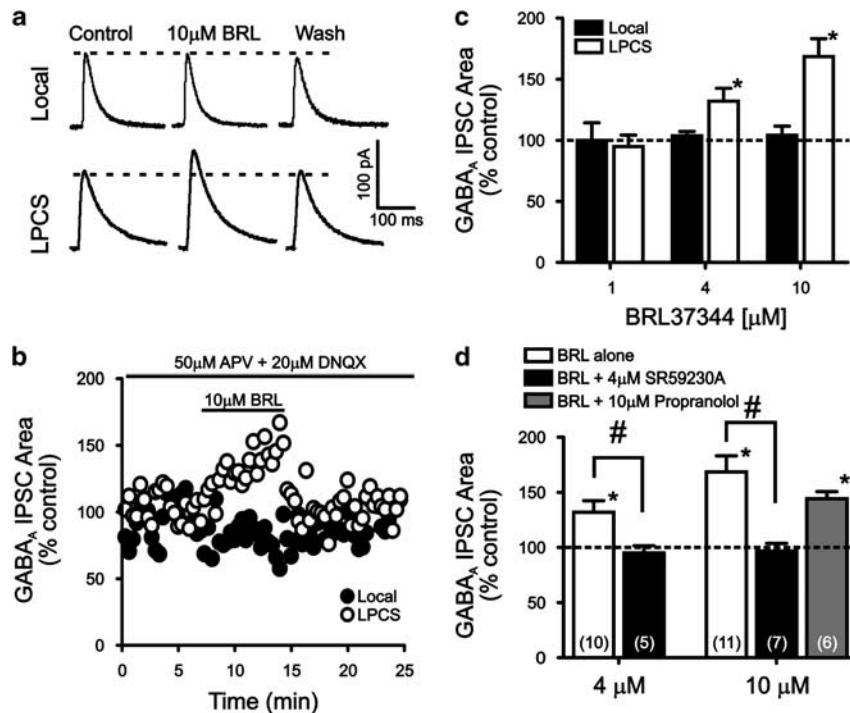 a
Control 10μM BRL Wash
Local
LPCS
100 pA
100 ms
b
50μM APV + 20μM DNQX
10μM BRL
GABA_A IPSC Area
(% control)
200
150
100
50
0
Local
LPCS
0 5 10 15 20 25
Time (min)
c
Local
LPCS
GABA_A IPSC Area
(% control)
200
150
100
50
0
*
*
1 4 10
BRL37344 [μM]
d
BRL alone
BRL + 4μM SR59230A
BRL + 10μM Propranolol
GABA_A IPSC Area
(% control)
200
150
100
50
0
# #
* * *
(10) (5) (11) (7) (6)
4 μM 10 μM